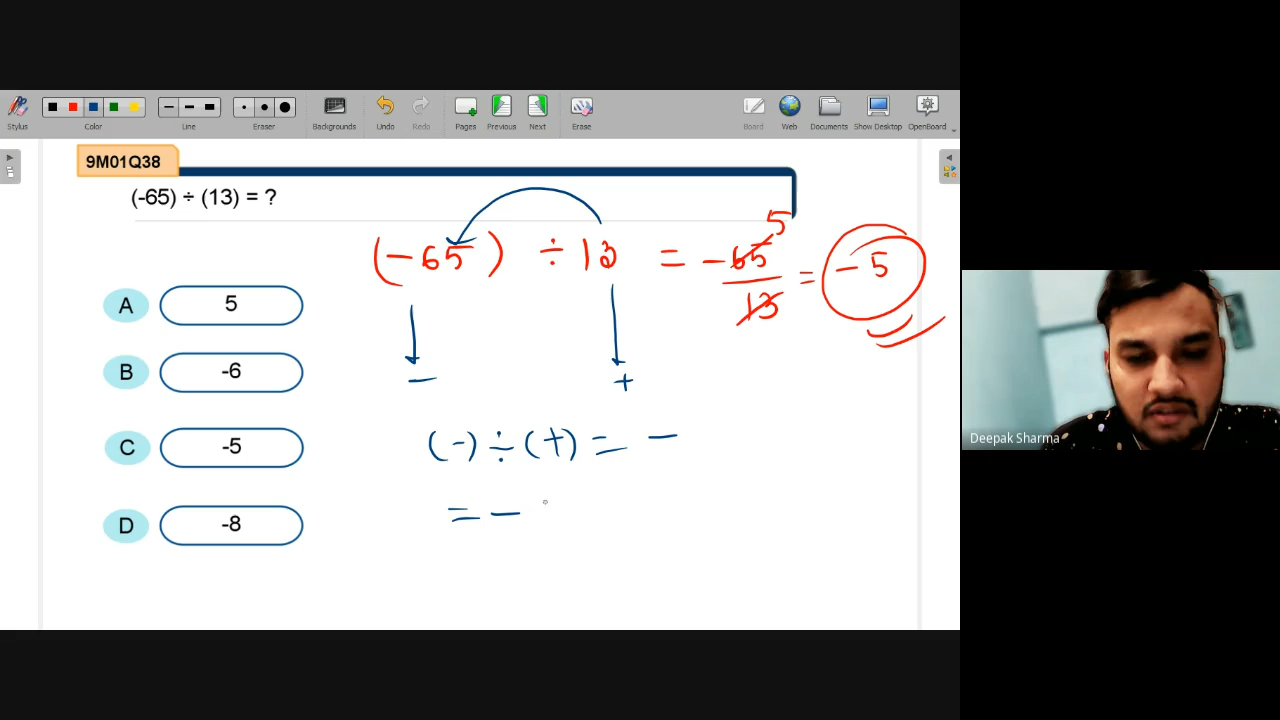 Stylus Color Line Eraser Backgrounds Undo Redo Pages Previous Next Erase Board Web Documents Show Desktop OpenBoard
9M01Q38
(-65) ÷ (13) = ?
(-65) ÷ 13 = -65/13 = -5
5
A 5
B -6
C -5
D -8
- +
(-) ÷ (+) = -
= -
Deepak Sharma